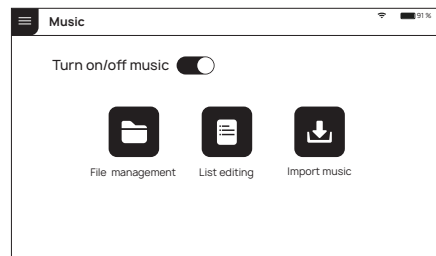 Music
91 %
Turn on/off music
File management
List editing
Import music